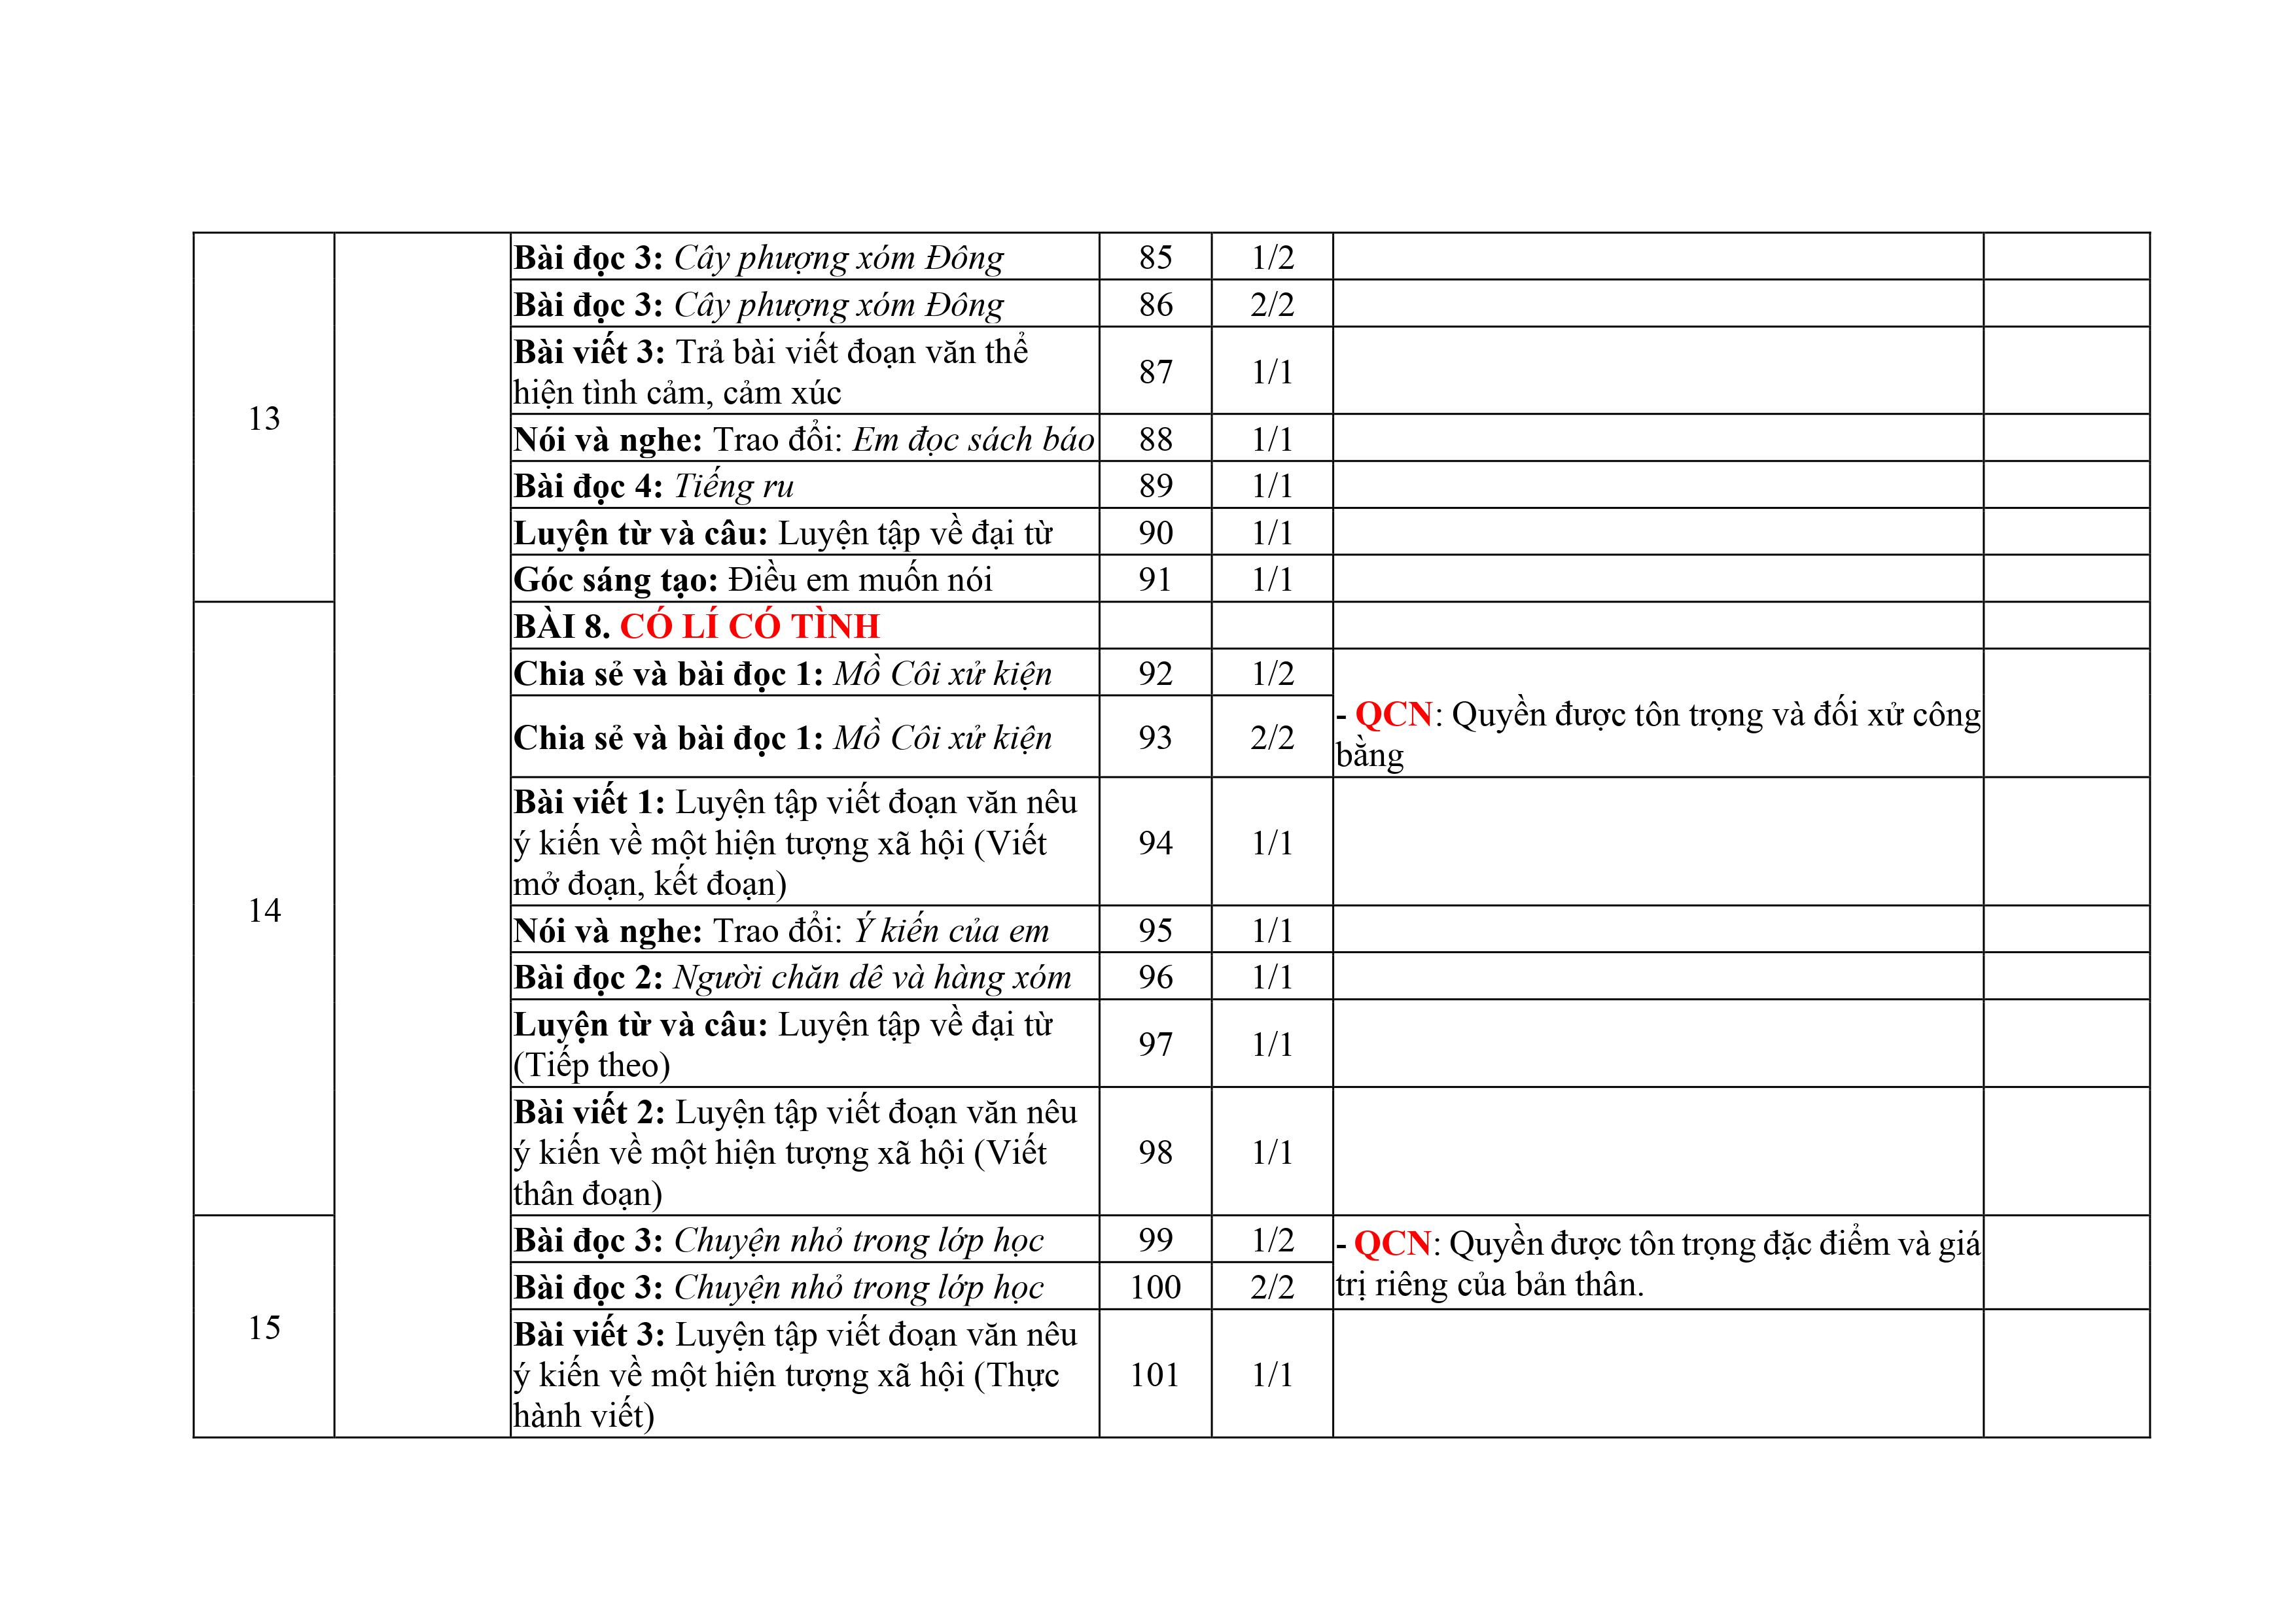 13
Bài đọc 3: Cây phượng xóm Đông 85 1/2
Bài đọc 3: Cây phượng xóm Đông 86 2/2
Bài viết 3: Trả bài viết đoạn văn thể
hiện tình cảm, cảm xúc 87 1/1
Nói và nghe: Trao đổi: Em đọc sách báo 88 1/1
Bài đọc 4: Tiếng ru 89 1/1
Luyện từ và câu: Luyện tập về đại từ 90 1/1
Góc sáng tạo: Điều em muốn nói 91 1/1
14
BÀI 8. CÓ LÍ CÓ TÌNH
Chia sẻ và bài đọc 1: Mồ Côi xử kiện 92 1/2
Chia sẻ và bài đọc 1: Mồ Côi xử kiện 93 2/2
- QCN: Quyền được tôn trọng và đối xử công
bằng
Bài viết 1: Luyện tập viết đoạn văn nêu
ý kiến về một hiện tượng xã hội (Viết
mở đoạn, kết đoạn) 94 1/1
Nói và nghe: Trao đổi: Ý kiến của em 95 1/1
Bài đọc 2: Người chăn dê và hàng xóm 96 1/1
Luyện từ và câu: Luyện tập về đại từ
(Tiếp theo) 97 1/1
Bài viết 2: Luyện tập viết đoạn văn nêu
ý kiến về một hiện tượng xã hội (Viết
thân đoạn) 98 1/1
15
Bài đọc 3: Chuyện nhỏ trong lớp học 99 1/2
Bài đọc 3: Chuyện nhỏ trong lớp học 100 2/2
- QCN: Quyền được tôn trọng đặc điểm và giá
trị riêng của bản thân.
Bài viết 3: Luyện tập viết đoạn văn nêu
ý kiến về một hiện tượng xã hội (Thực
hành viết) 101 1/1